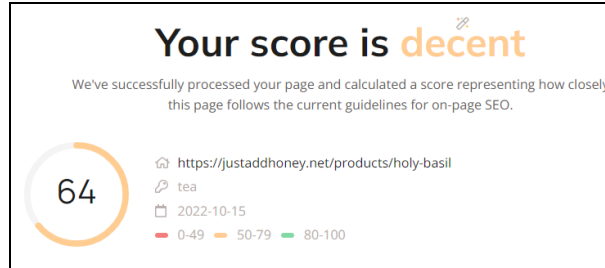 Your score is decent
We've successfully processed your page and calculated a score representing how closely
this page follows the current guidelines for on-page SEO.
64
https://justaddhoney.net/products/holy-basil
tea
2022-10-15
0-49 50-79 80-100